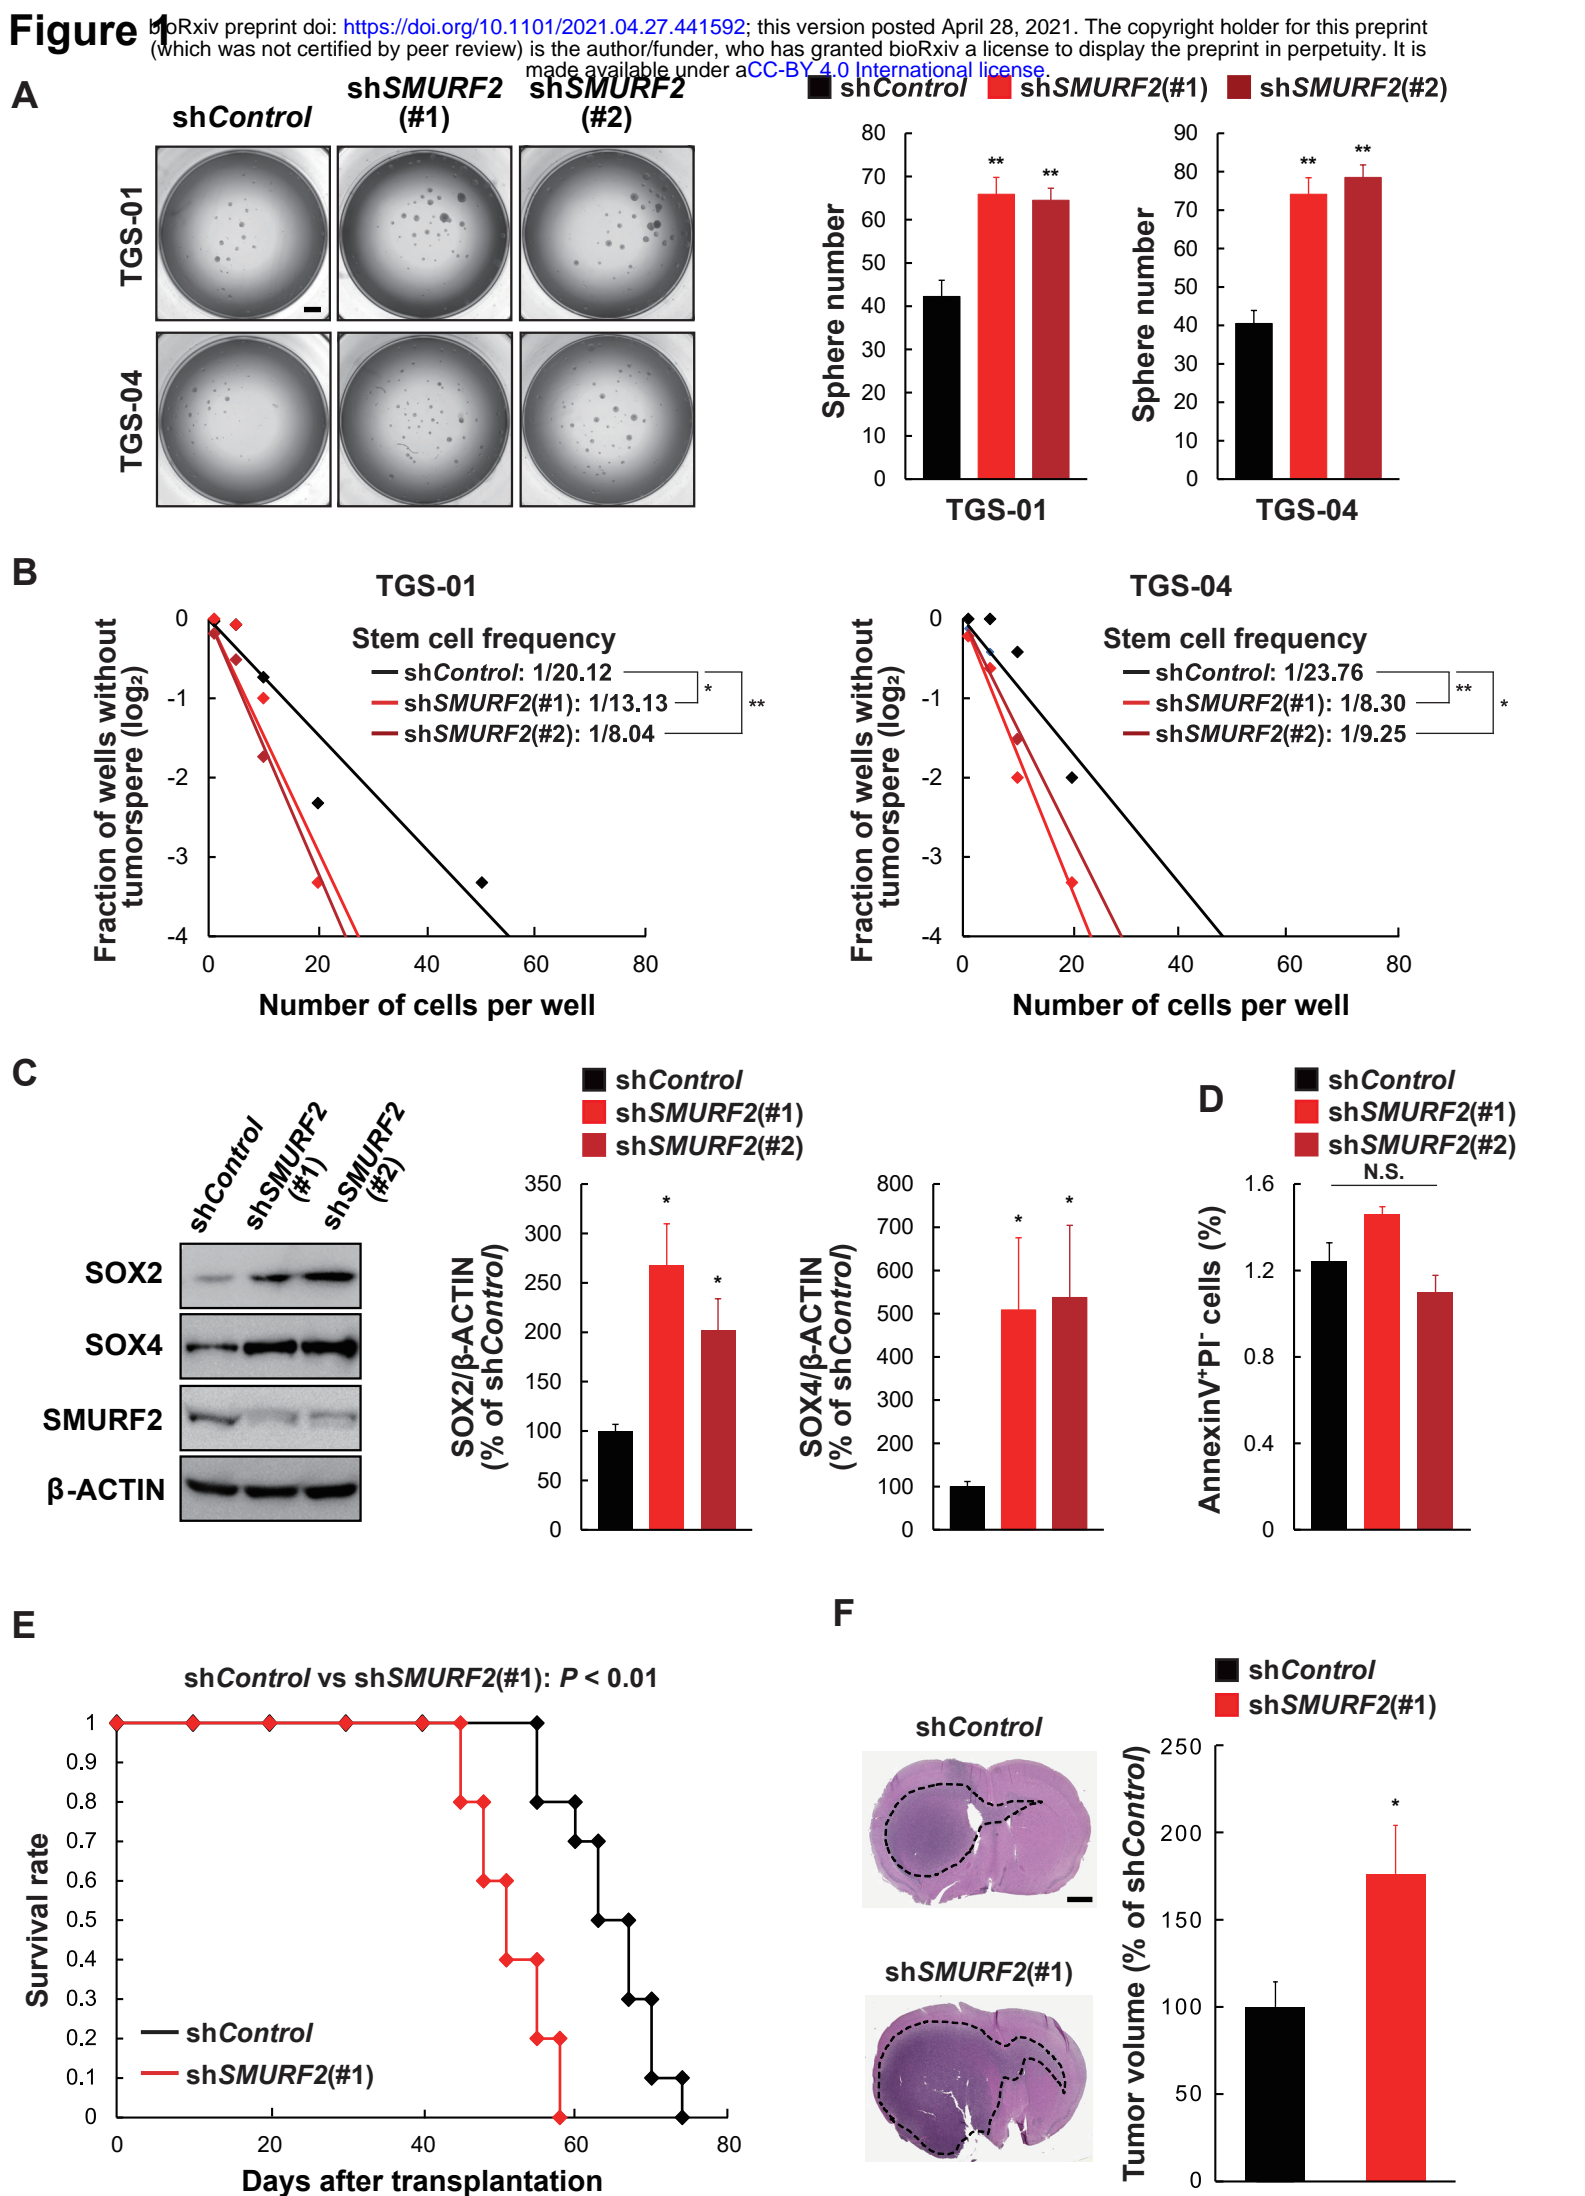 Figure 1
bioRxiv preprint doi: https://doi.org/10.1101/2021.04.27.441592; this version posted April 28, 2021. The copyright holder for this preprint
(which was not certified by peer review) is the author/funder, who has granted bioRxiv a license to display the preprint in perpetuity. It is
made available under aCC-BY 4.0 International license.
A
shControl
shSMURF2
(#1)
shSMURF2
(#2)
TGS-01
TGS-04
shControl
shSMURF2(#1)
shSMURF2(#2)
Sphere number
80
70
60
50
40
30
20
10
0
**
**
TGS-01
Sphere number
90
80
70
60
50
40
30
20
10
0
**
**
TGS-04
B
TGS-01
Fraction of wells without
tumorspere (log₂)
0
-1
-2
-3
-4
Stem cell frequency
shControl: 1/20.12
shSMURF2(#1): 1/13.13
shSMURF2(#2): 1/8.04
*
**
0
20
40
60
80
Number of cells per well
TGS-04
Fraction of wells without
tumorspere (log₂)
0
-1
-2
-3
-4
Stem cell frequency
shControl: 1/23.76
shSMURF2(#1): 1/8.30
shSMURF2(#2): 1/9.25
**
*
0
20
40
60
80
Number of cells per well
C
shControl
shSMURF2
(#1)
shSMURF2
(#2)
SOX2
SOX4
SMURF2
β-ACTIN
shControl
shSMURF2(#1)
shSMURF2(#2)
SOX2/β-ACTIN
(% of shControl)
350
300
250
200
150
100
50
0
*
*
SOX4/β-ACTIN
(% of shControl)
800
700
600
500
400
300
200
100
0
*
*
D
shControl
shSMURF2(#1)
shSMURF2(#2)
N.S.
AnnexinV⁺PI⁻ cells (%)
1.6
1.2
0.8
0.4
0
E
shControl vs shSMURF2(#1): P < 0.01
Survival rate
1
0.9
0.8
0.7
0.6
0.5
0.4
0.3
0.2
0.1
0
shControl
shSMURF2(#1)
0
20
40
60
80
Days after transplantation
F
shControl
shSMURF2(#1)
shControl
shSMURF2(#1)
Tumor volume (% of shControl)
250
200
150
100
50
0
*